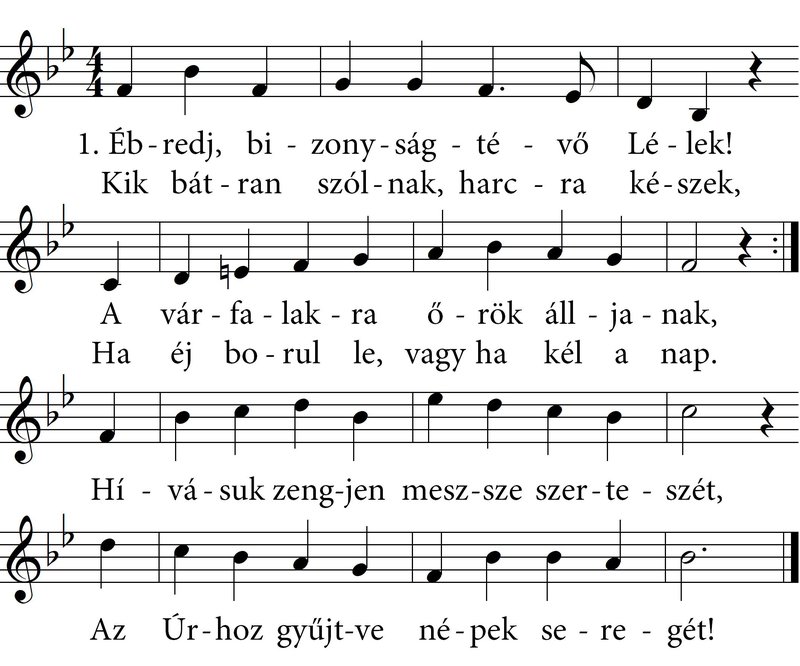 1. Éb-redj, bi - zony-ság - té - vő Lé - lek!
Kik bát - ran szól-nak, harc - ra ké - szek,
A vár - fa - lak - ra ő - rök áll - ja - nak,
Ha éj bo - rul le, vagy ha kél a nap.
Hí - vá - suk zeng-jen mesz-sze szer-te - szét,
Az Úr-hoz gyűjt-ve né - pek se - re - gét!